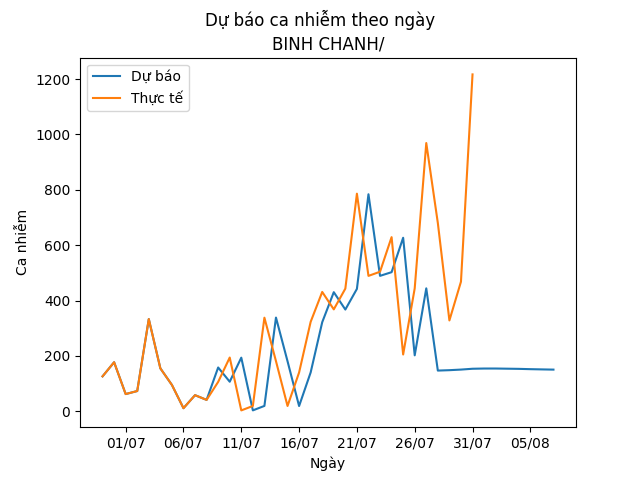 Dự báo ca nhiễm theo ngày
BINH CHANH/
Dự báo
Thực tế
1200
1000
800
600
400
200
0
Ca nhiễm
01/07 06/07 11/07 16/07 21/07 26/07 31/07 05/08
Ngày